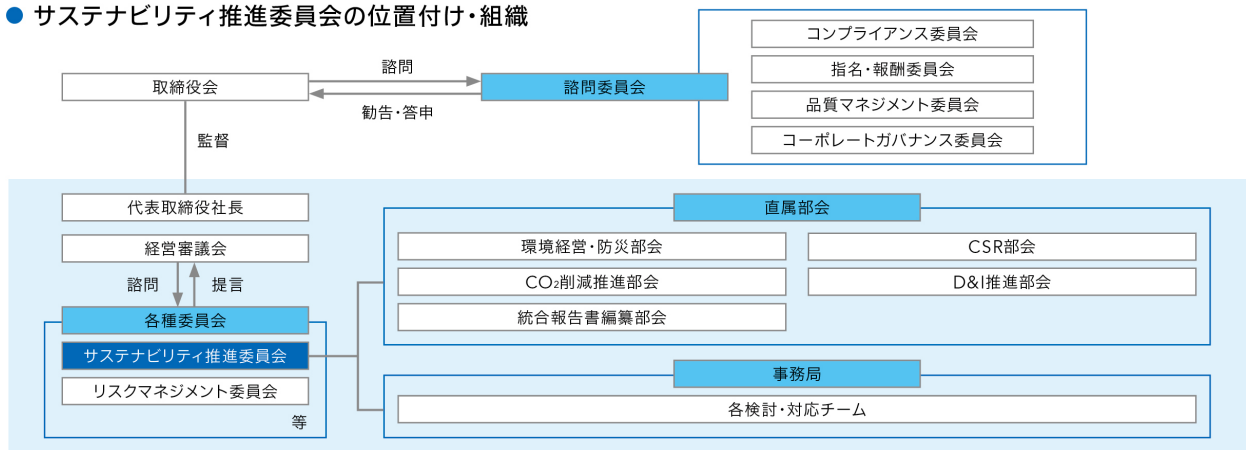 ● サステナビリティ推進委員会の位置付け・組織
取締役会
諮問
勧告・答申
諮問委員会
コンプライアンス委員会
指名・報酬委員会
品質マネジメント委員会
コーポレートガバナンス委員会
監督
代表取締役社長
経営審議会
諮問
提言
各種委員会
サステナビリティ推進委員会
リスクマネジメント委員会
等
直属部会
環境経営・防災部会
CSR部会
CO₂削減推進部会
D&I推進部会
統合報告書編纂部会
事務局
各検討・対応チーム